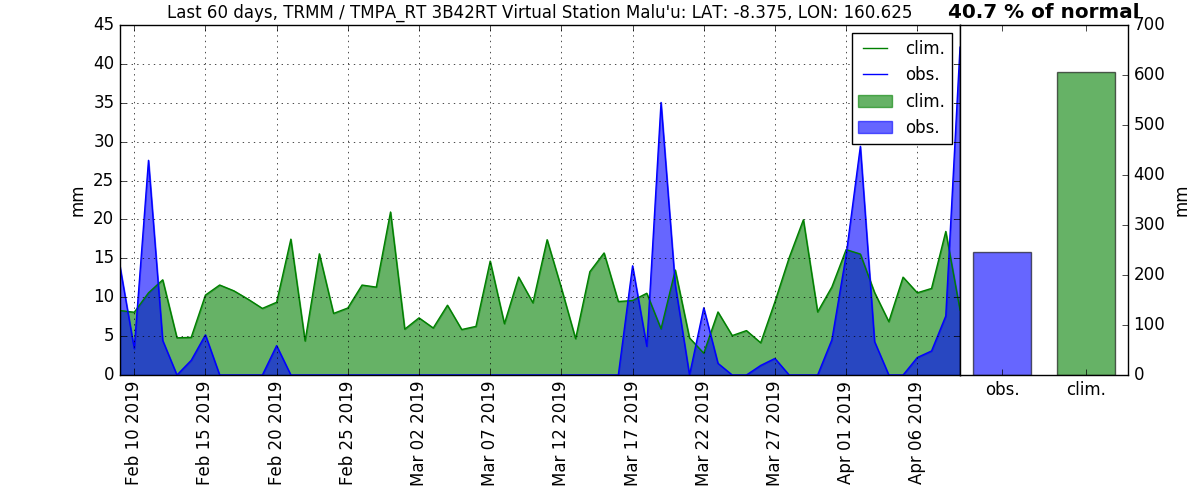 Last 60 days, TRMM / TMPA_RT 3B42RT Virtual Station Malu'u: LAT: -8.375, LON: 160.625
40.7 % of normal
45
40
35
30
25
20
15
10
5
0
mm
clim.
obs.
clim.
obs.
700
600
500
400
300
200
100
0
mm
Feb 10 2019
Feb 15 2019
Feb 20 2019
Feb 25 2019
Mar 02 2019
Mar 07 2019
Mar 12 2019
Mar 17 2019
Mar 22 2019
Mar 27 2019
Apr 01 2019
Apr 06 2019
obs.
clim.